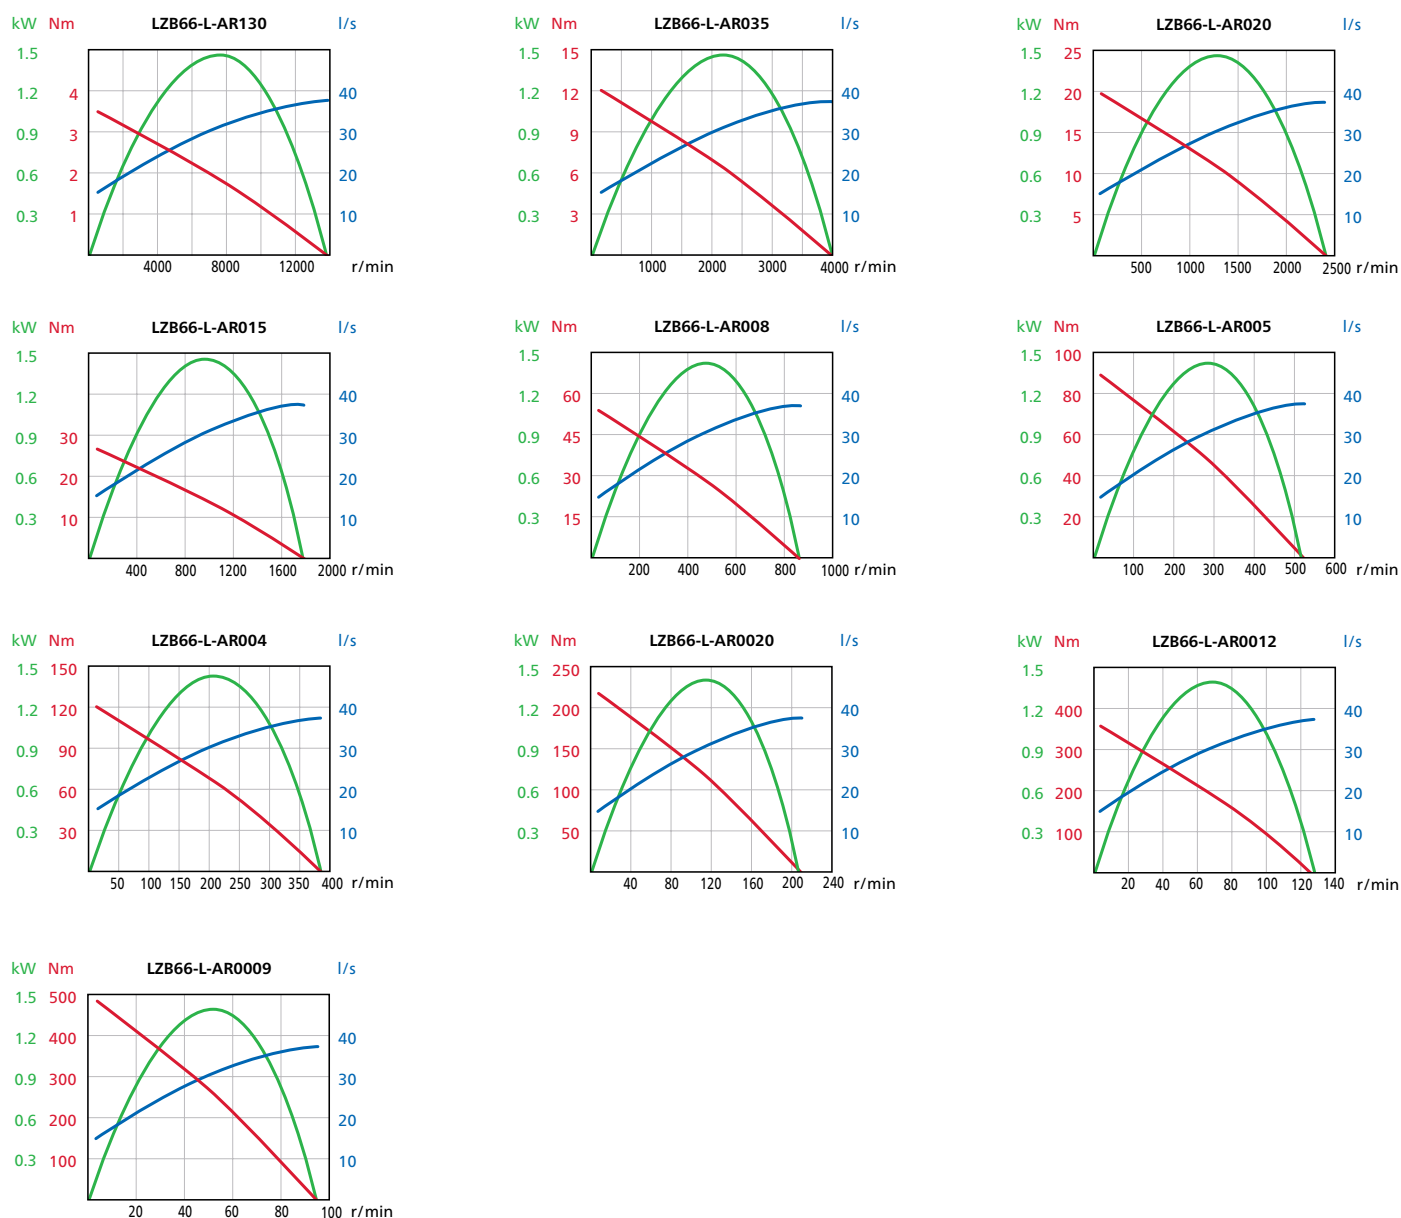 kW Nm LZB66-L-AR130 l/s
1.5
1.2 4 40
0.9 3 30
0.6 2 20
0.3 1 10
4000 8000 12000 r/min
kW Nm LZB66-L-AR035 l/s
1.5 15
1.2 12 40
0.9 9 30
0.6 6 20
0.3 3 10
1000 2000 3000 4000 r/min
kW Nm LZB66-L-AR020 l/s
1.5 25
1.2 20 40
0.9 15 30
0.6 10 20
0.3 5 10
500 1000 1500 2000 2500 r/min
kW Nm LZB66-L-AR015 l/s
1.5
1.2 40
0.9 30 30
0.6 20 20
0.3 10 10
400 800 1200 1600 2000 r/min
kW Nm LZB66-L-AR008 l/s
1.5
1.2 60 40
0.9 45 30
0.6 30 20
0.3 15 10
200 400 600 800 1000 r/min
kW Nm LZB66-L-AR005 l/s
1.5 100
1.2 80 40
0.9 60 30
0.6 40 20
0.3 20 10
100 200 300 400 500 600 r/min
kW Nm LZB66-L-AR004 l/s
1.5 150
1.2 120 40
0.9 90 30
0.6 60 20
0.3 30 10
50 100 150 200 250 300 350 400 r/min
kW Nm LZB66-L-AR0020 l/s
1.5 250
1.2 200 40
0.9 150 30
0.6 100 20
0.3 50 10
40 80 120 160 200 240 r/min
kW Nm LZB66-L-AR0012 l/s
1.5
1.2 400 40
0.9 300 30
0.6 200 20
0.3 100 10
20 40 60 80 100 120 140 r/min
kW Nm LZB66-L-AR0009 l/s
1.5 500
1.2 400 40
0.9 300 30
0.6 200 20
0.3 100 10
20 40 60 80 100 r/min